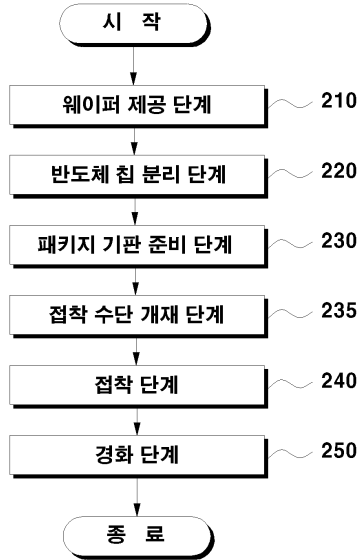 시 작
웨이퍼 제공 단계 210
반도체 칩 분리 단계 220
패키지 기판 준비 단계 230
접착 수단 개재 단계 235
접착 단계 240
경화 단계 250
종 료